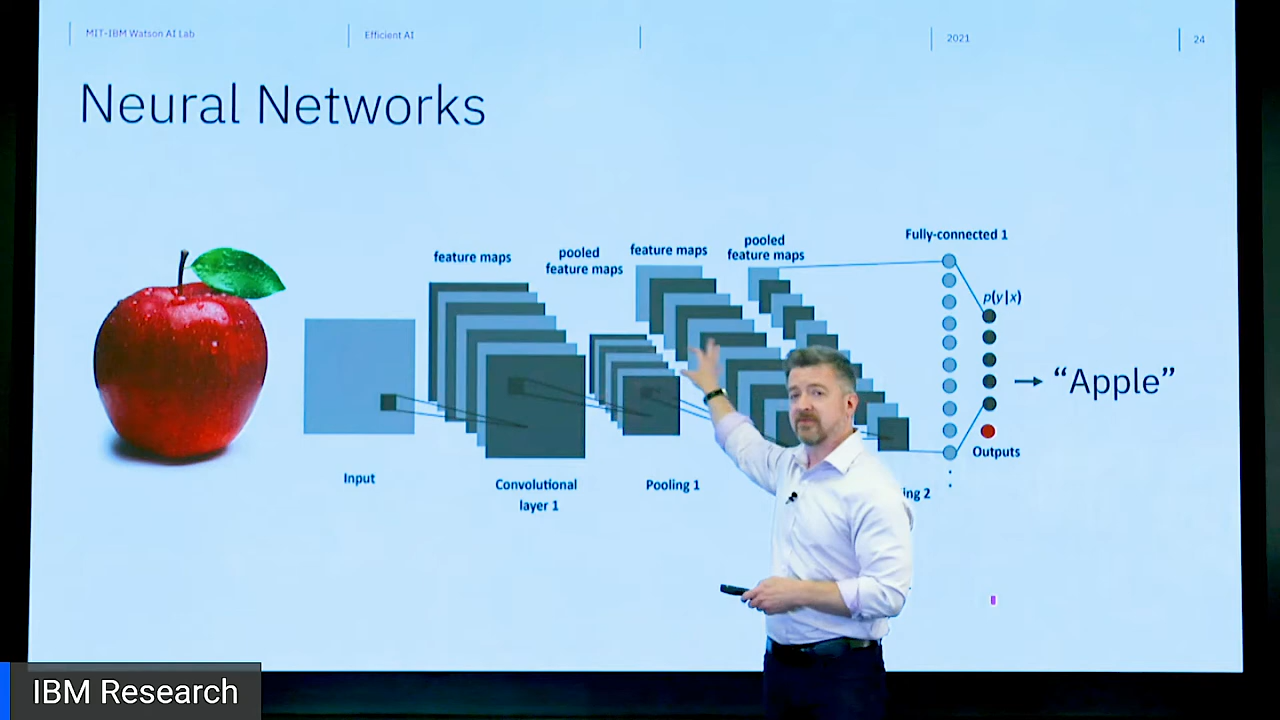 MIT-IBM Watson AI Lab
Efficient AI
2021
24
Neural Networks
feature maps
pooled
feature maps
feature maps
pooled
feature maps
Fully-connected 1
p(y|x)
"Apple"
Outputs
Input
Convolutional
layer 1
Pooling 1
ing 2
IBM Research